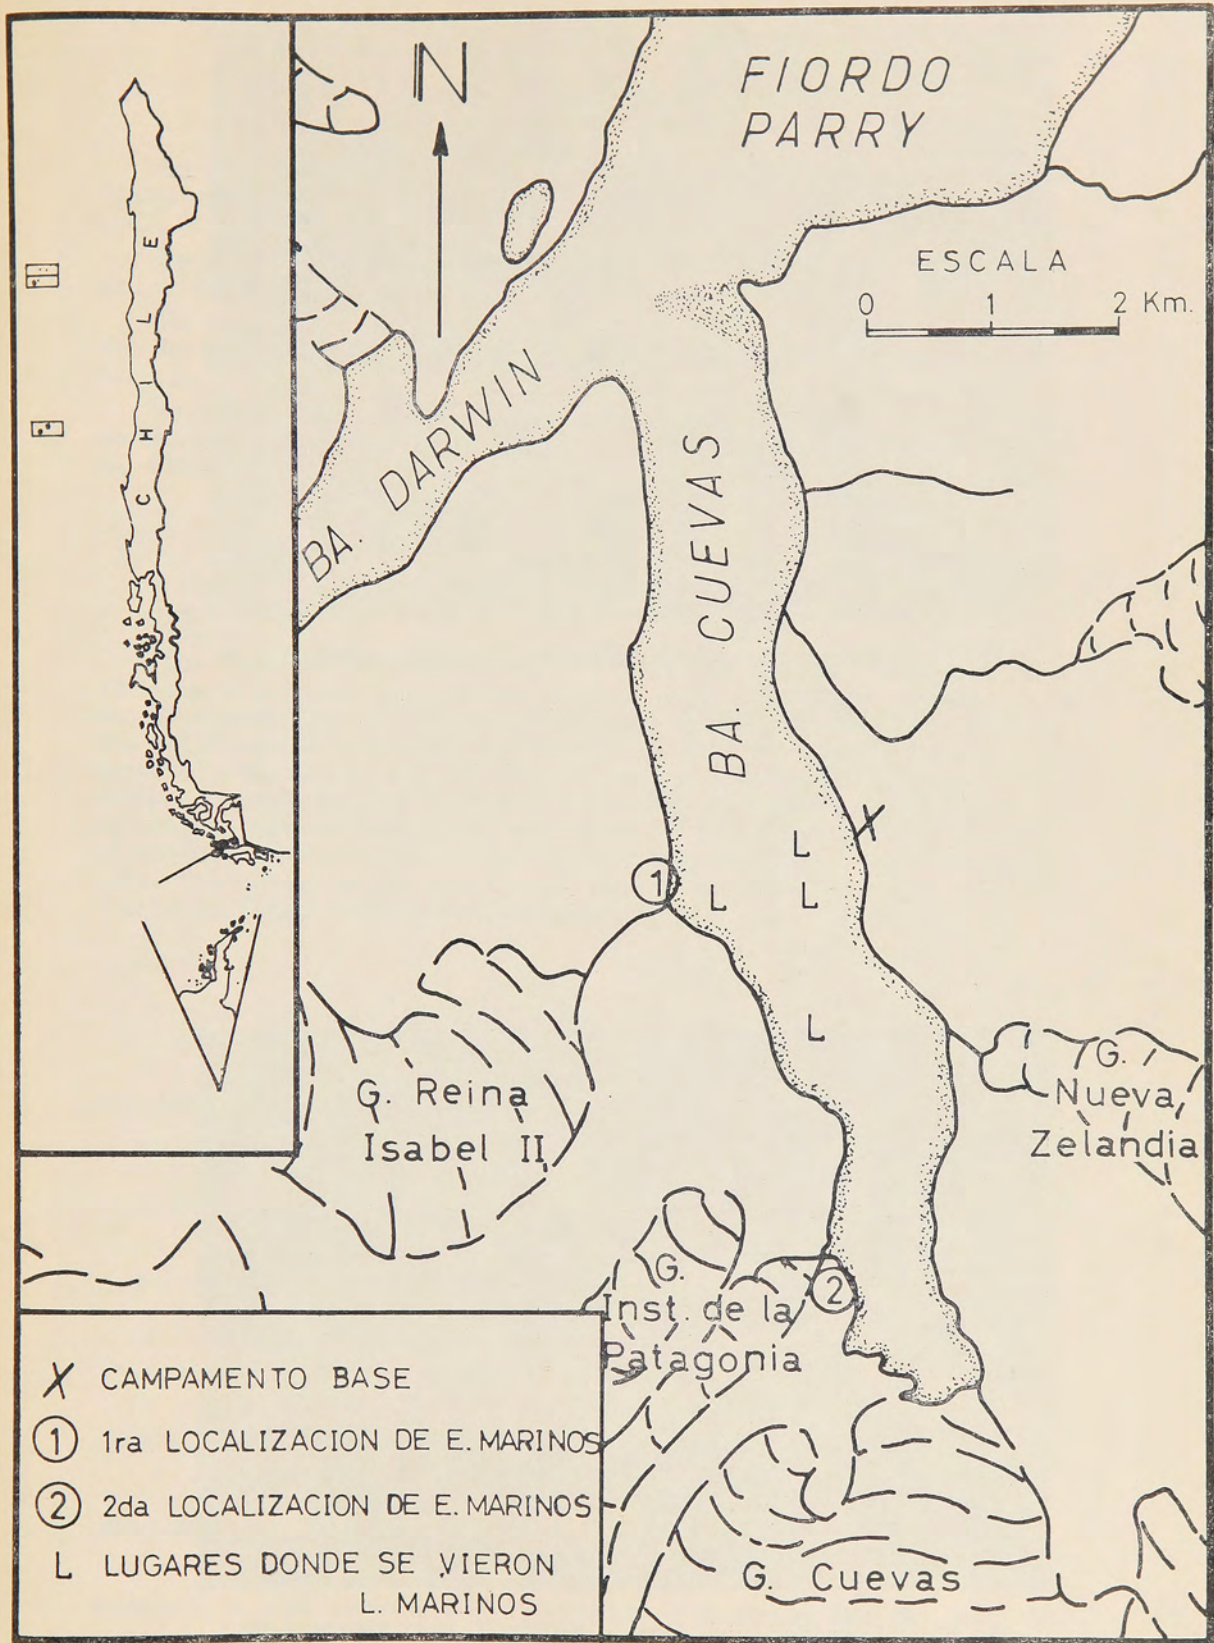 N
FIORDO
PARRY
ESCALA
0 1 2 Km.
CHILE
BA. DARWIN
BA. CUEVAS
X
L
1
L
L
L
G. Reina
Isabel II
G.
Nueva
Zelandia
G.
Inst. de la
Patagonia
2
G. Cuevas
X CAMPAMENTO BASE
1 1ra LOCALIZACION DE E. MARINOS
2 2da LOCALIZACION DE E. MARINOS
L LUGARES DONDE SE VIERON
L. MARINOS